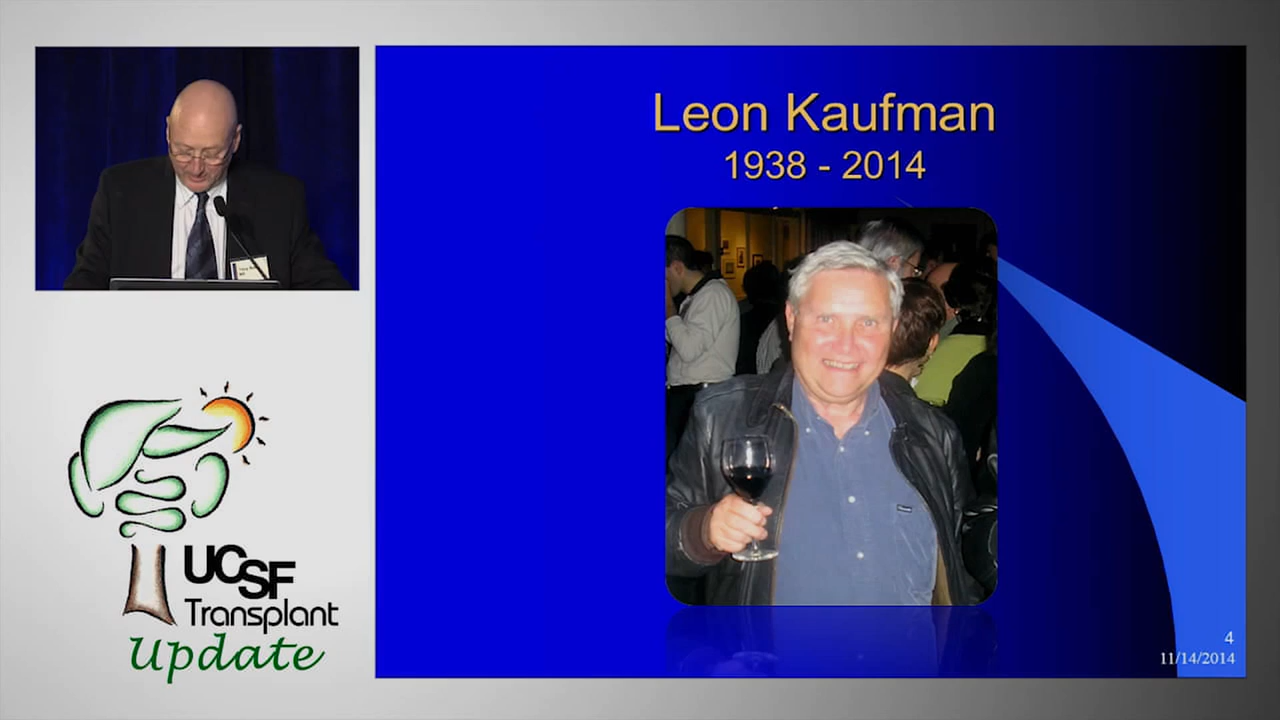 Leon Kaufman
1938 - 2014
UCSF
Transplant
Update
4
11/14/2014